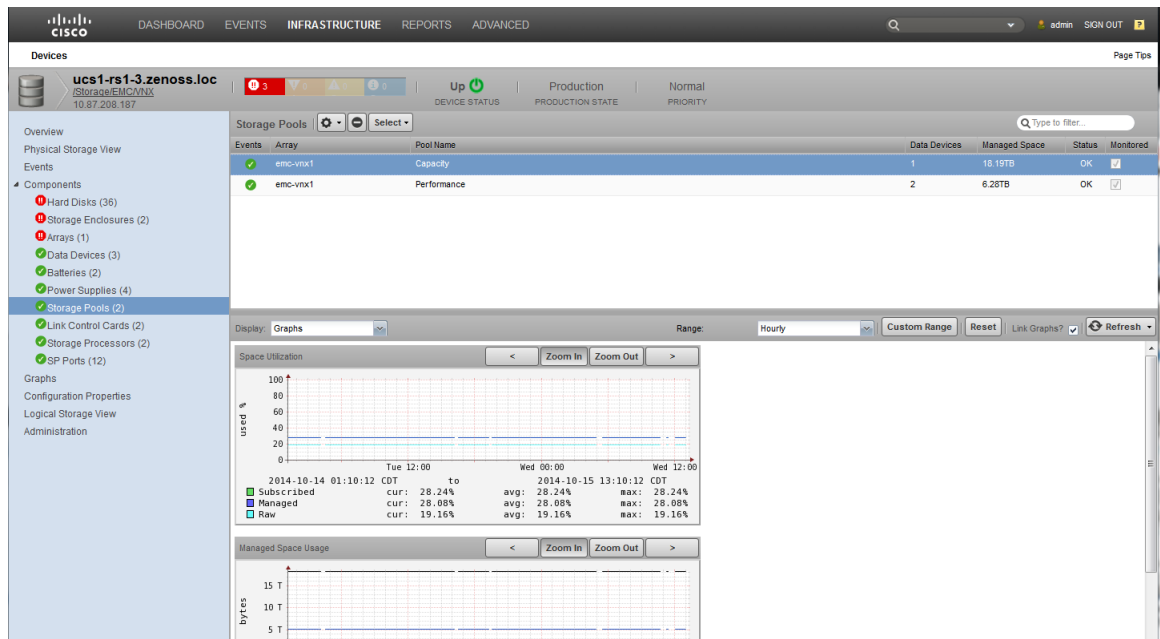 CISCO DASHBOARD EVENTS INFRASTRUCTURE REPORTS ADVANCED admin SIGN OUT ?
Devices Page Tips
ucs1-rs1-3.zenoss.loc
/Storage/EMC/VNX
10.87.208.187
3 0 0 0
Up
DEVICE STATUS
Production
PRODUCTION STATE
Normal
PRIORITY
Overview
Physical Storage View
Events
Components
Hard Disks (36)
Storage Enclosures (2)
Arrays (1)
Data Devices (3)
Batteries (2)
Power Supplies (4)
Storage Pools (2)
Link Control Cards (2)
Storage Processors (2)
SP Ports (12)
Graphs
Configuration Properties
Logical Storage View
Administration
Storage Pools Select Type to filter...
Events Array Pool Name Data Devices Managed Space Status Monitored
emc-vnx1 Capacity 1 18.19TB OK
emc-vnx1 Performance 2 6.28TB OK
Display: Graphs Range: Hourly Custom Range Reset Link Graphs? Refresh
Space Utilization < Zoom In Zoom Out >
used %
100
80
60
40
20
0
Tue 12:00 Wed 00:00 Wed 12:00
2014-10-14 01:10:12 CDT to 2014-10-15 13:10:12 CDT
Subscribed cur: 28.24% avg: 28.24% max: 28.24%
Managed cur: 28.08% avg: 28.08% max: 28.08%
Raw cur: 19.16% avg: 19.16% max: 19.16%
Managed Space Usage < Zoom In Zoom Out >
bytes
15 T
10 T
5 T